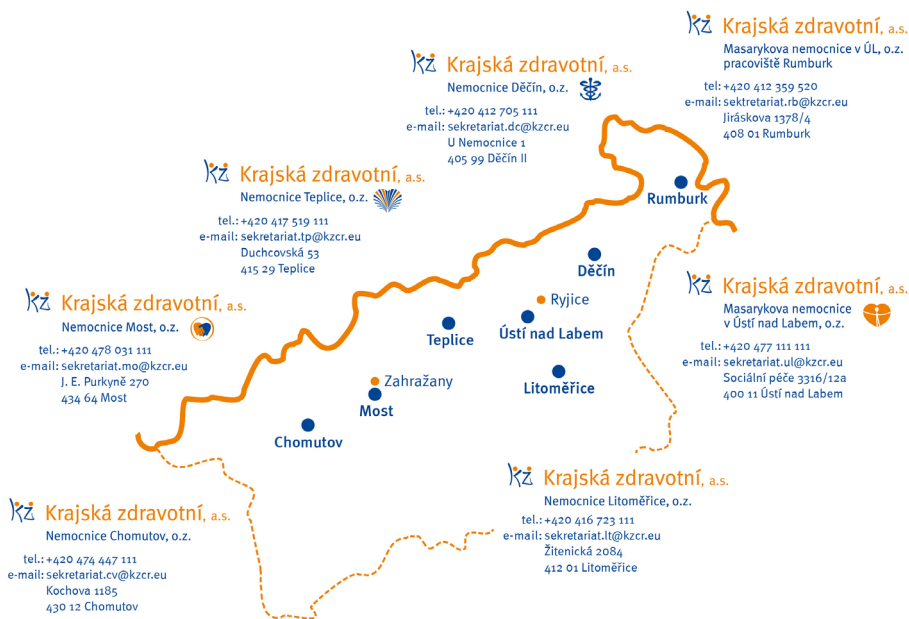 kz Krajská zdravotní, a.s.
Masarykova nemocnice v ÚL, o.z.
pracoviště Rumburk
tel: +420 412 359 520
e-mail: sektretariat.rb@kzcr.eu
Jiráskova 1378/4
408 01 Rumburk
kz Krajská zdravotní, a.s.
Nemocnice Děčín, o.z.
tel.: +420 412 705 111
e-mail: sekretariat.dc@kzcr.eu
U Nemocnice 1
405 99 Děčín II
kz Krajská zdravotní, a.s.
Nemocnice Teplice, o.z.
tel.: +420 417 519 111
e-mail: sekretariat.tp@kzcr.eu
Duchcovská 53
415 29 Teplice
kz Krajská zdravotní, a.s.
Nemocnice Most, o.z.
tel.: +420 478 031 111
e-mail: sekretariat.mo@kzcr.eu
J. E. Purkyně 270
434 64 Most
kz Krajská zdravotní, a.s.
Masarykova nemocnice
v Ústí nad Labem, o.z.
tel.: +420 477 111 111
e-mail: sekretariat.ul@kzcr.eu
Sociální péče 3316/12a
400 11 Ústí nad Labem
Rumburk
Děčín
Ryjice
Ústí nad Labem
Teplice
Litoměřice
Zahražany
Most
Chomutov
kz Krajská zdravotní, a.s.
Nemocnice Litoměřice, o.z.
tel.: +420 416 723 111
e-mail: sekretariat.lt@kzcr.eu
Žitenická 2084
412 01 Litoměřice
kz Krajská zdravotní, a.s.
Nemocnice Chomutov, o.z.
tel.: +420 474 447 111
e-mail: sekretariat.cv@kzcr.eu
Kochova 1185
430 12 Chomutov